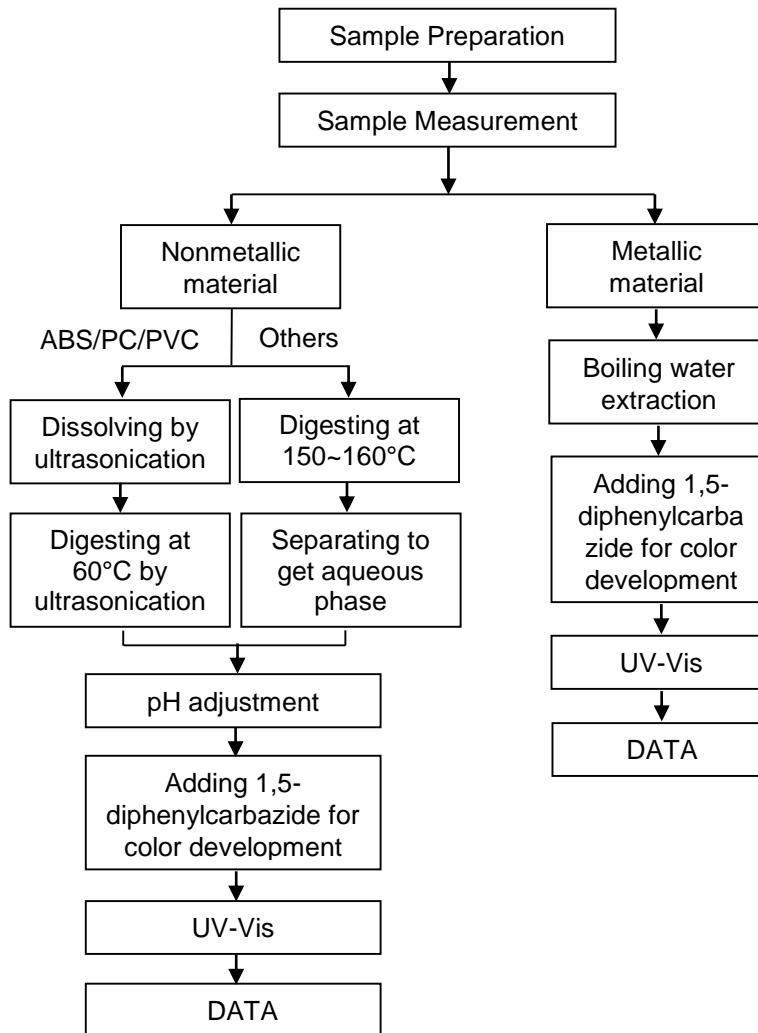 Sample Preparation
Sample Measurement
Nonmetallic
material
Metallic
material
ABS/PC/PVC
Others
Boiling water
extraction
Dissolving by
ultrasonication
Digesting at
150~160°C
Adding 1,5-
diphenylcarba
zide for color
development
Digesting at
60°C by
ultrasonication
Separating to
get aqueous
phase
UV-Vis
pH adjustment
DATA
Adding 1,5-
diphenylcarbazide for
color development
UV-Vis
DATA